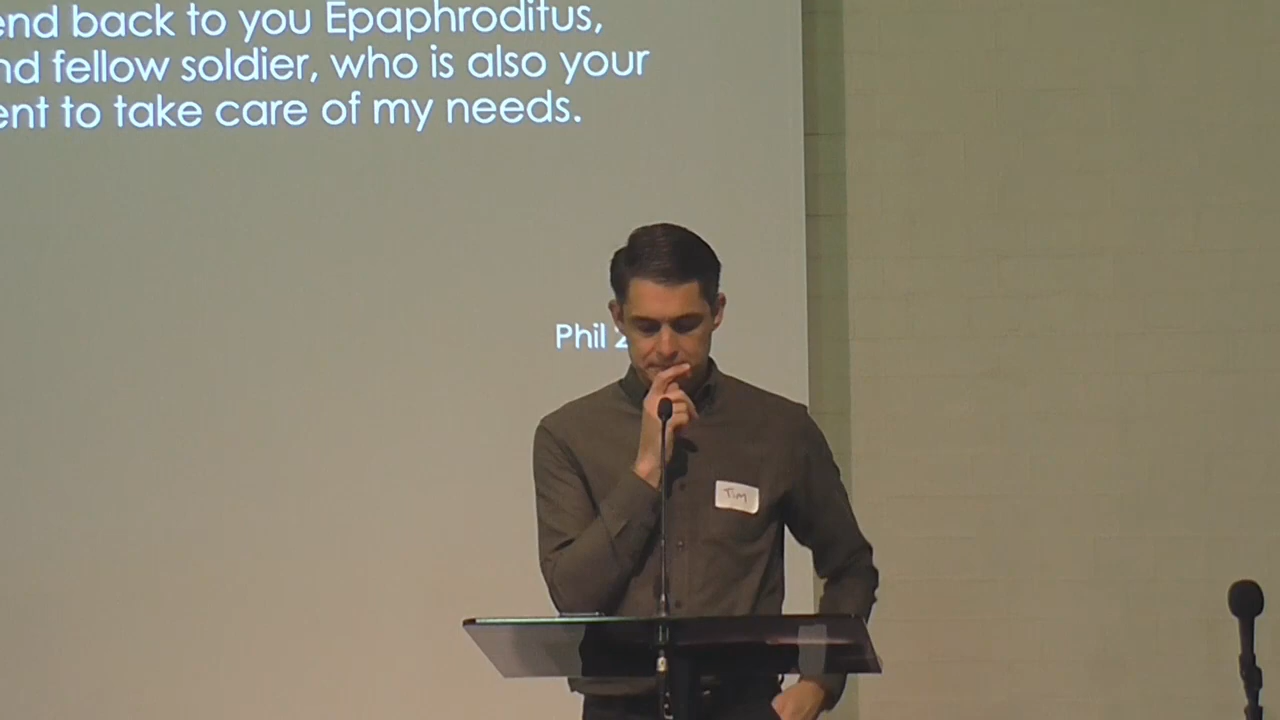 end back to you Epaphroditus,
nd fellow soldier, who is also your
ent to take care of my needs.
Phil 2
Tim